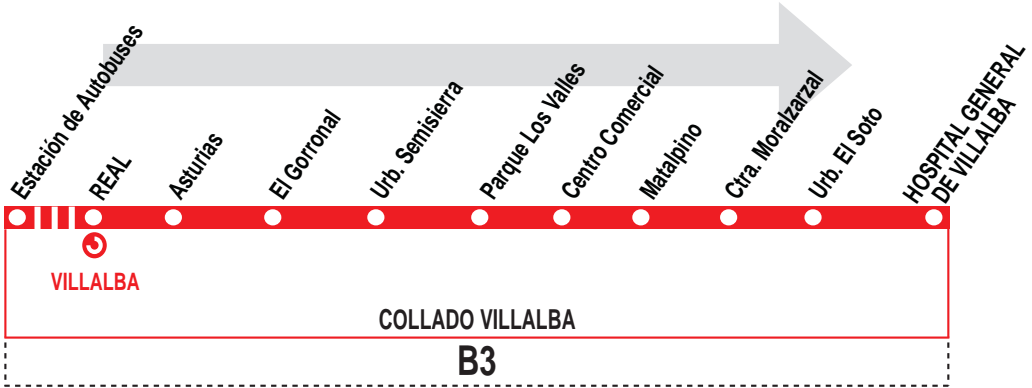 Estación de Autobuses
REAL
Asturias
El Gorronal
Urb. Semisierra
Parque Los Valles
Centro Comercial
Matalpino
Ctra. Moralzarzal
Urb. El Soto
HOSPITAL GENERAL
DE VILLALBA
VILLALBA
COLLADO VILLALBA
B3